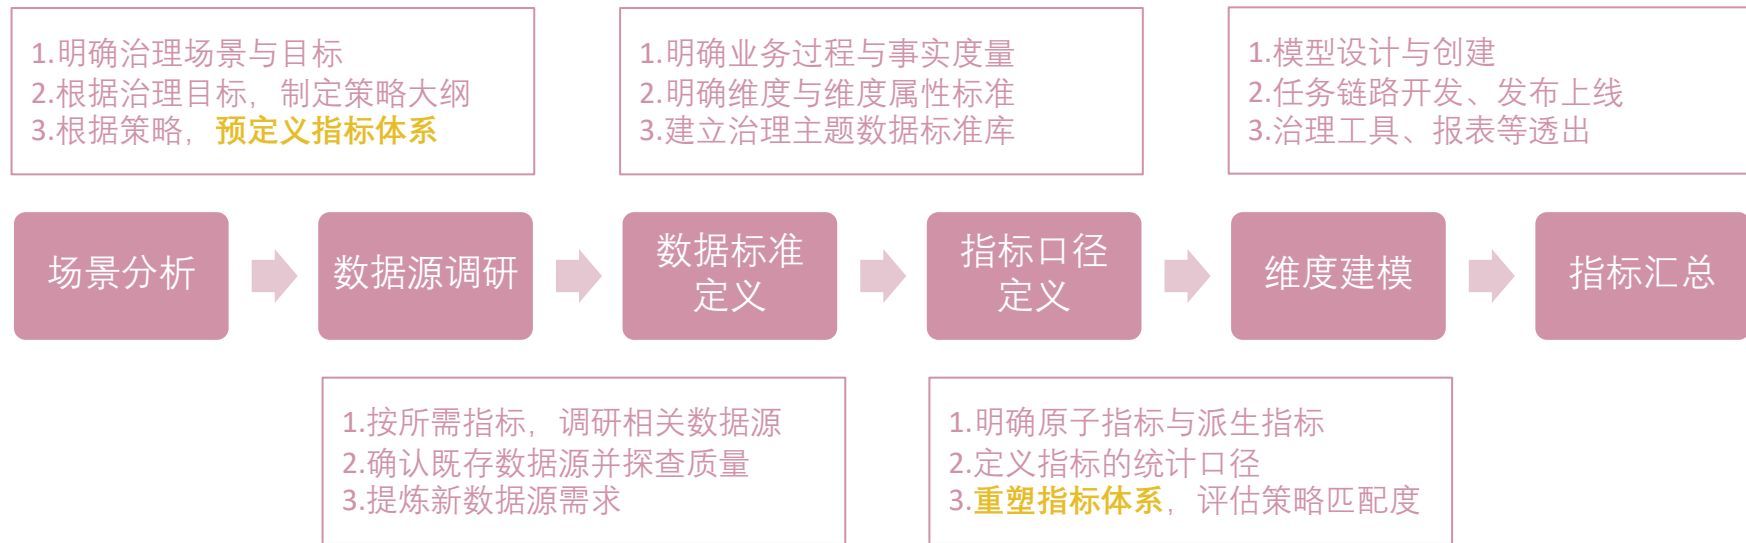 1.明确治理场景与目标
2.根据治理目标，制定策略大纲
3.根据策略，预定义指标体系
1.明确业务过程与事实度量
2.明确维度与维度属性标准
3.建立治理主题数据标准库
1.模型设计与创建
2.任务链路开发、发布上线
3.治理工具、报表等透出
场景分析
数据源调研
数据标准
定义
指标口径
定义
维度建模
指标汇总
1.按所需指标，调研相关数据源
2.确认既存数据源并探查质量
3.提炼新数据源需求
1.明确原子指标与派生指标
2.定义指标的统计口径
3.重塑指标体系，评估策略匹配度